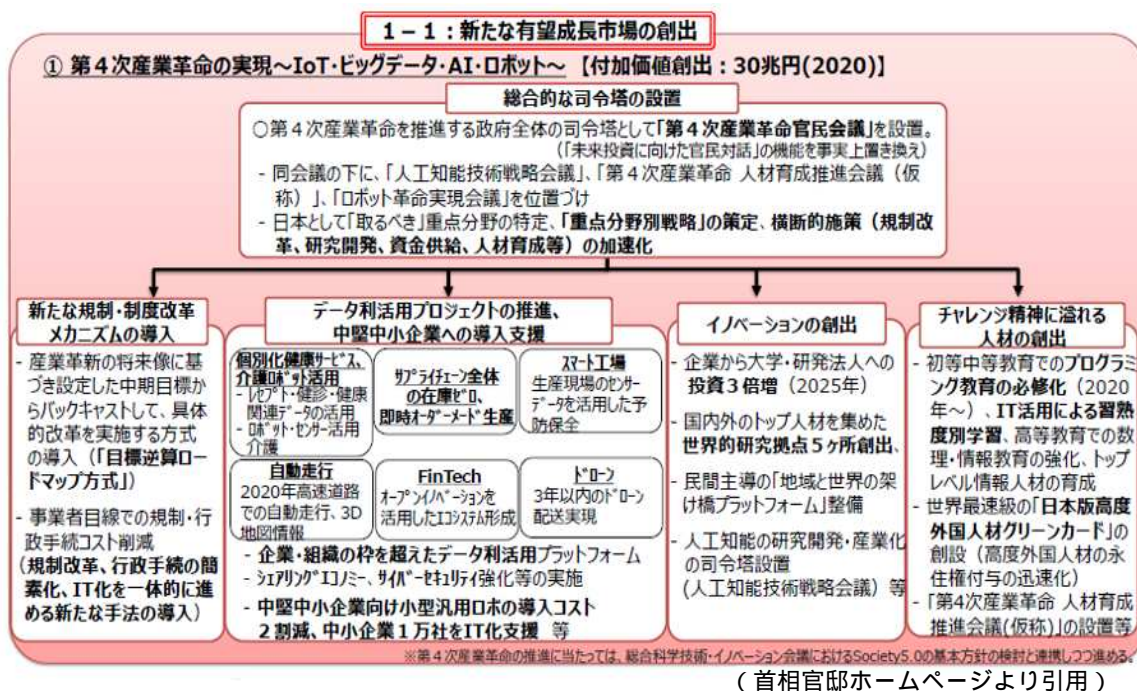 １－１：新たな有望成長市場の創出
① 第４次産業革命の実現～IoT・ビッグデータ・AI・ロボット～ 【付加価値創出：30兆円(2020)】
総合的な司令塔の設置
○第４次産業革命を推進する政府全体の司令塔として「第４次産業革命官民会議」を設置。
（「未来投資に向けた官民対話」の機能を事実上置き換え）
- 同会議の下に、「人工知能技術戦略会議」、「第４次産業革命 人材育成推進会議（仮
称）」、「ロボット革命実現会議」を位置づけ
- 日本として「取るべき」重点分野の特定、「重点分野別戦略」の策定、横断的施策（規制改
革、研究開発、資金供給、人材育成等）の加速化
新たな規制・制度改革
メカニズムの導入
- 産業革新の将来像に基
づき設定した中期目標か
らバックキャストして、具体
的改革を実施する方式
の導入（「目標逆算ロー
ドマップ方式」）
- 事業者目線での規制・行
政手続コスト削減
（規制改革、行政手続の簡
素化、IT化を一体的に進
める新たな手法の導入）
データ利活用プロジェクトの推進、
中堅中小企業への導入支援
個別化健康サービス、
介護ロボット活用
- レセプト・健診・健康
関連データの活用
- ロボット・センサー活用
介護
サプライチェーン全体
の在庫ゼロ、
即時オーダーメード生産
スマート工場
生産現場のセンサー
データを活用した予
防保全
自動走行
2020年高速道路
での自動走行、3D
地図情報
FinTech
オープンイノベーションを
活用したエコシステム形成
ドローン
3年以内のドローン
配送実現
- 企業・組織の枠を超えたデータ利活用プラットフォーム
- シェアリングエコノミー、サイバーセキュリティ強化等の実施
- 中堅中小企業向け小型汎用ロボの導入コスト
２割減、中小企業１万社をIT化支援 等
イノベーションの創出
- 企業から大学・研発法人への
投資３倍増（2025年）
- 国内外のトップ人材を集めた
世界的研究拠点５ヶ所創出、
- 民間主導の「地域と世界の架
け橋プラットフォーム」整備
- 人工知能の研究開発・産業化
の司令塔設置
(人工知能技術戦略会議）等
チャレンジ精神に溢れる
人材の創出
- 初等中等教育でのプログラミ
ング教育の必修化（2020
年～）、IT活用による習熟
度別学習、高等教育での数
理・情報教育の強化、トップ
レベル情報人材の育成
- 世界最速級の「日本版高度
外国人材グリーンカード」の
創設（高度外国人材の永
住権付与の迅速化）
- 「第4次産業革命 人材育成
推進会議(仮称)」の設置等
※第４次産業革命の推進に当たっては、総合科学技術・イノベーション会議におけるSociety5.0の基本方針の検討と連携しつつ進める。
（首相官邸ホームページより引用）